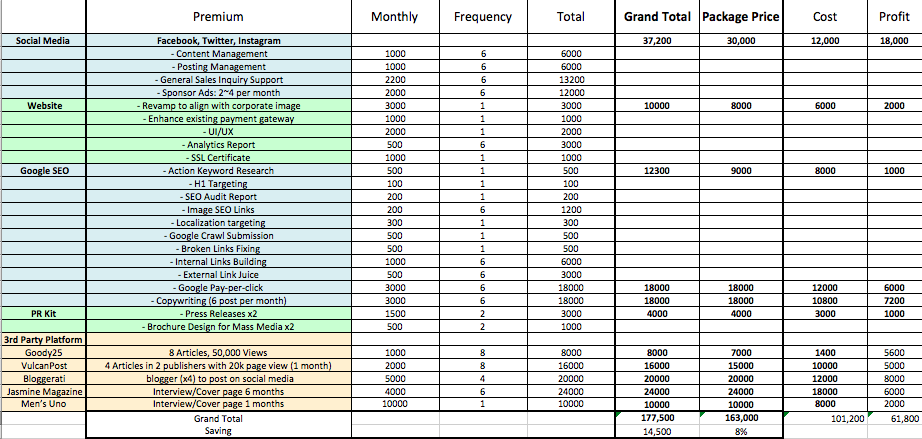 Premium Monthly Frequency Total Grand Total Package Price Cost Profit
Social Media Facebook, Twitter, Instagram 37,200 30,000 12,000 18,000
- Content Management 1000 6 6000
- Posting Management 1000 6 6000
- General Sales Inquiry Support 2200 6 13200
- Sponsor Ads: 2~4 per month 2000 6 12000
Website - Revamp to align with corporate image 3000 1 3000 10000 8000 6000 2000
- Enhance existing payment gateway 1000 1 1000
- UI/UX 2000 1 2000
- Analytics Report 500 6 3000
- SSL Certificate 1000 1 1000
Google SEO - Action Keyword Research 500 1 500 12300 9000 8000 1000
- H1 Targeting 100 1 100
- SEO Audit Report 200 1 200
- Image SEO Links 200 6 1200
- Localization targeting 300 1 300
- Google Crawl Submission 500 1 500
- Broken Links Fixing 500 1 500
- Internal Links Building 1000 6 6000
- External Link Juice 500 6 3000
- Google Pay-per-click 3000 6 18000 18000 18000 12000 6000
- Copywriting (6 post per month) 3000 6 18000 18000 18000 10800 7200
PR Kit - Press Releases x2 1500 2 3000 4000 4000 3000 1000
- Brochure Design for Mass Media x2 500 2 1000
3rd Party Platform
Goody25 8 Articles, 50,000 Views 1000 8 8000 8000 7000 1400 5600
VulcanPost 4 Articles in 2 publishers with 20k page view (1 month) 2000 8 16000 16000 15000 10000 5000
Bloggerati blogger (x4) to post on social media 5000 4 20000 20000 20000 12000 8000
Jasmine Magazine Interview/Cover page 6 months 4000 6 24000 24000 24000 18000 6000
Men's Uno Interview/Cover page 1 months 10000 1 10000 10000 10000 8000 2000
Grand Total 177,500 163,000 101,200 61,800
Saving 14,500 8%